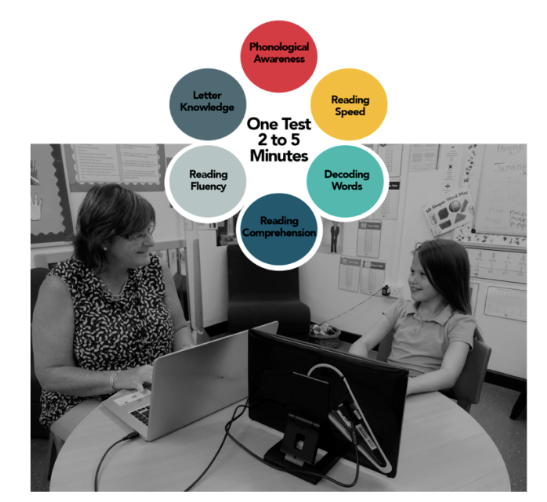 Phonological
Awareness
Letter
Knowledge
Reading
Speed
One Test
2 to 5
Minutes
Reading
Fluency
Decoding
Words
Reading
Comprehension